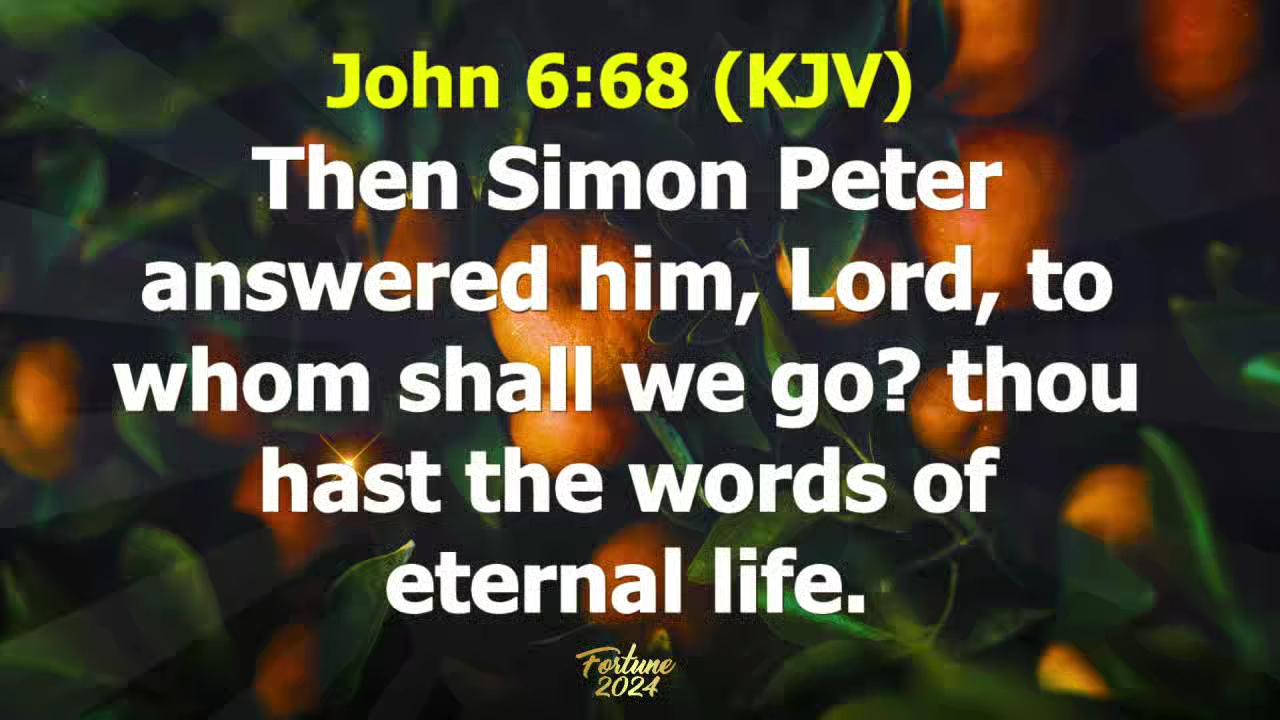 John 6:68 (KJV)
Then Simon Peter
answered him, Lord, to
whom shall we go? thou
hast the words of
eternal life.
Fortune
2024